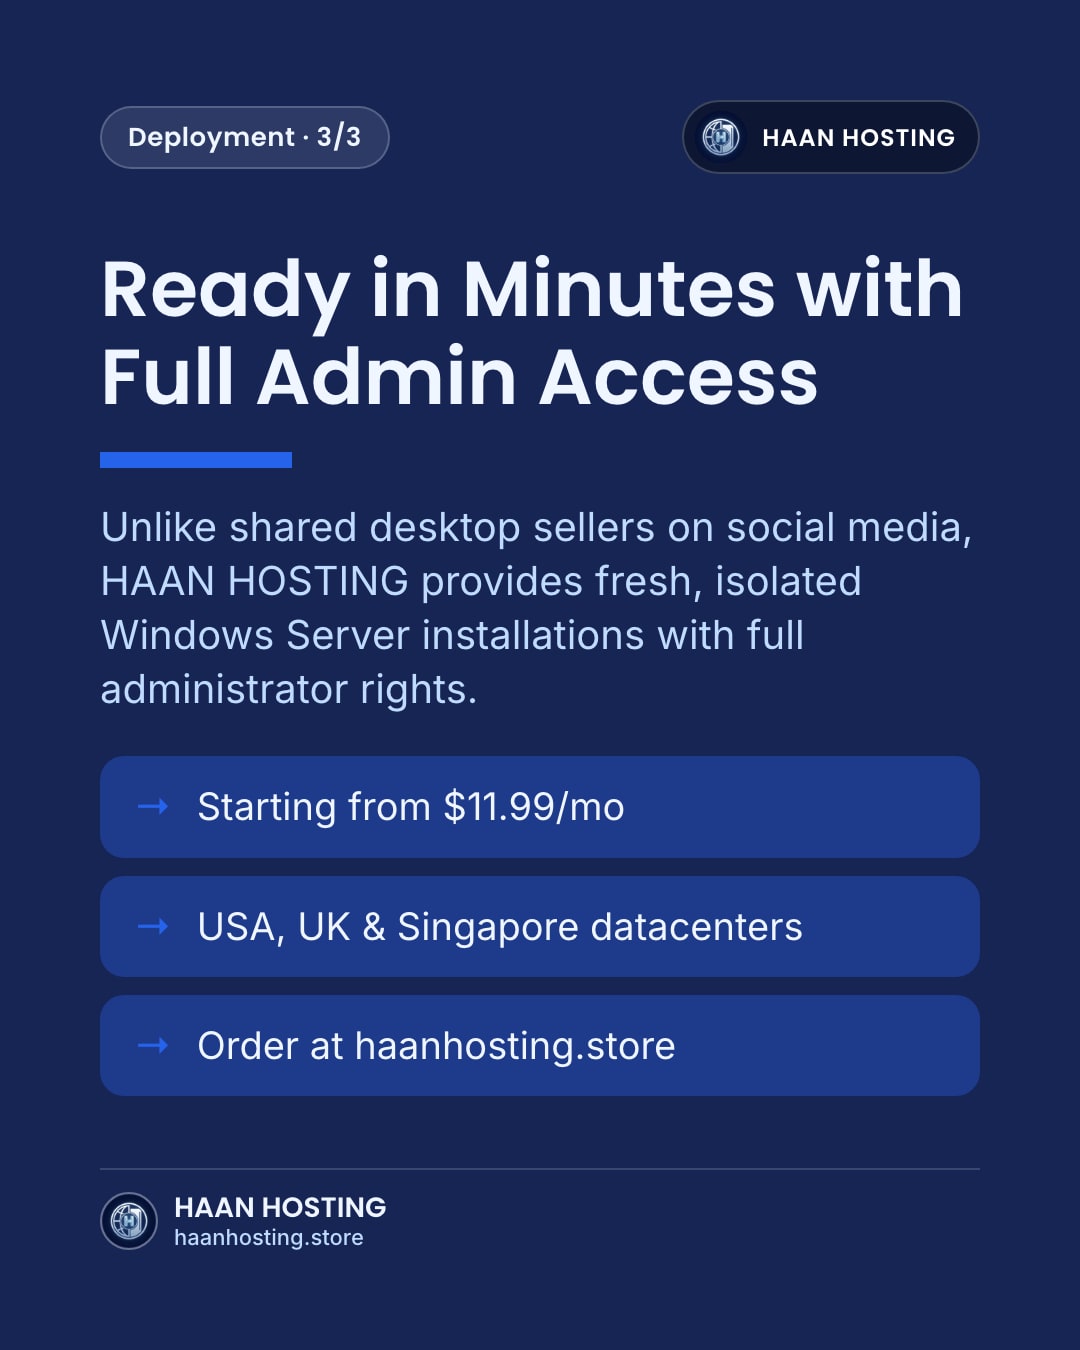 Deployment · 3/3
HAAN HOSTING
Ready in Minutes with
Full Admin Access
Unlike shared desktop sellers on social media,
HAAN HOSTING provides fresh, isolated
Windows Server installations with full
administrator rights.
→ Starting from $11.99/mo
→ USA, UK & Singapore datacenters
→ Order at haanhosting.store
HAAN HOSTING
haanhosting.store